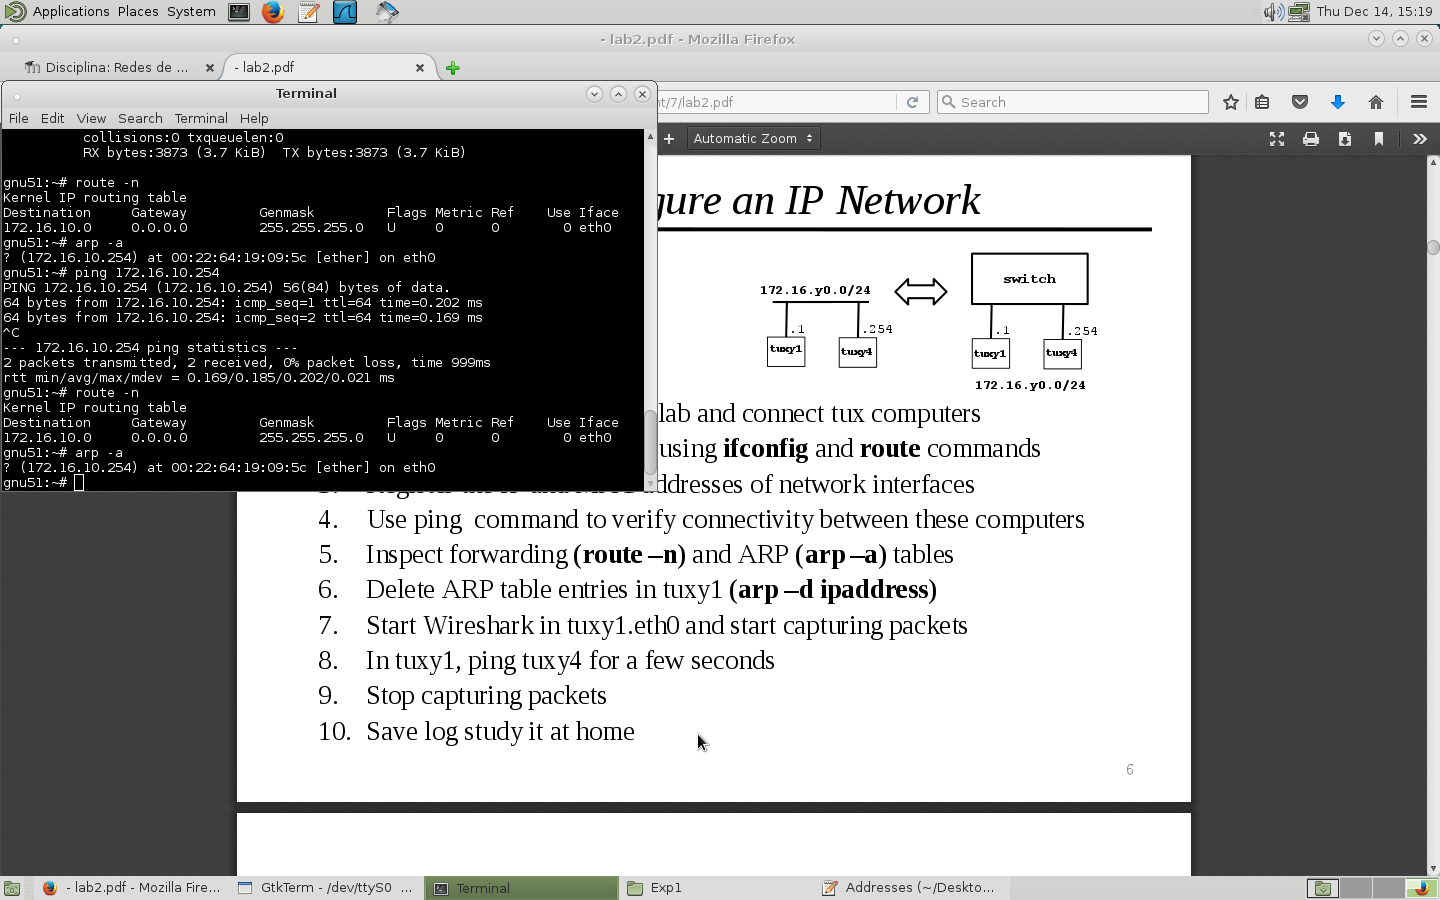 Applications Places System
Thu Dec 14, 15:19
- lab2.pdf - Mozilla Firefox
Disciplina: Redes de ...
- lab2.pdf
Terminal
nt/7/lab2.pdf
Search
File Edit View Search Terminal Help
Automatic Zoom
collisions:0 txqueuelen:0
RX bytes:3873 (3.7 KiB)  TX bytes:3873 (3.7 KiB)
gnu51:~# route -n
Kernel IP routing table
Destination     Gateway         Genmask         Flags Metric Ref    Use Iface
172.16.10.0     0.0.0.0         255.255.255.0   U     0      0        0 eth0
gnu51:~# arp -a
? (172.16.10.254) at 00:22:64:19:09:5c [ether] on eth0
gnu51:~# ping 172.16.10.254
PING 172.16.10.254 (172.16.10.254) 56(84) bytes of data.
64 bytes from 172.16.10.254: icmp_seq=1 ttl=64 time=0.202 ms
64 bytes from 172.16.10.254: icmp_seq=2 ttl=64 time=0.169 ms
^C
--- 172.16.10.254 ping statistics ---
2 packets transmitted, 2 received, 0% packet loss, time 999ms
rtt min/avg/max/mdev = 0.169/0.185/0.202/0.021 ms
gnu51:~# route -n
Kernel IP routing table
Destination     Gateway         Genmask         Flags Metric Ref    Use Iface
172.16.10.0     0.0.0.0         255.255.255.0   U     0      0        0 eth0
gnu51:~# arp -a
? (172.16.10.254) at 00:22:64:19:09:5c [ether] on eth0
gnu51:~#
gure an IP Network
172.16.y0.0/24
.1
.254
tuxy1
tuxy4
switch
.1
.254
tuxy1
tuxy4
172.16.y0.0/24
lab and connect tux computers
using ifconfig and route commands
addresses of network interfaces
4. Use ping command to verify connectivity between these computers
5. Inspect forwarding (route –n) and ARP (arp –a) tables
6. Delete ARP table entries in tuxy1 (arp –d ipaddress)
7. Start Wireshark in tuxy1.eth0 and start capturing packets
8. In tuxy1, ping tuxy4 for a few seconds
9. Stop capturing packets
10. Save log study it at home
6
- lab2.pdf - Mozilla Fire...
GtkTerm - /dev/ttyS0 ...
Terminal
Exp1
Addresses (~/Deskto...